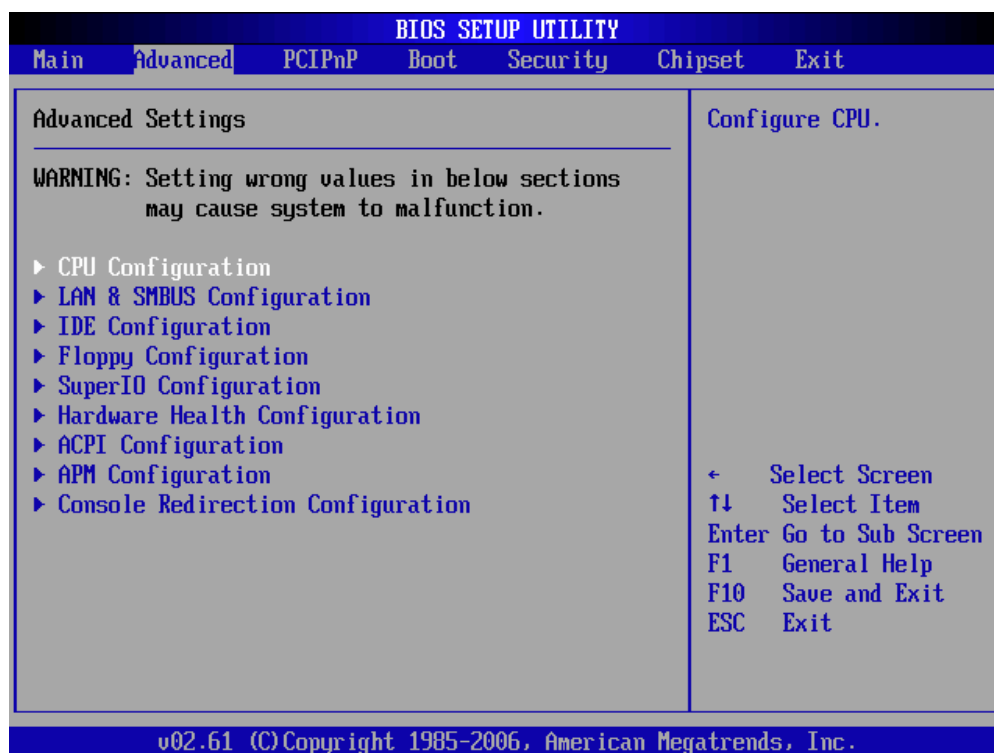 BIOS SETUP UTILITY
Main Advanced PCIPnP Boot Security Chipset Exit
Advanced Settings
WARNING: Setting wrong values in below sections
may cause system to malfunction.
▶ CPU Configuration
▶ LAN & SMBUS Configuration
▶ IDE Configuration
▶ Floppy Configuration
▶ SuperIO Configuration
▶ Hardware Health Configuration
▶ ACPI Configuration
▶ APM Configuration
▶ Console Redirection Configuration
Configure CPU.
← Select Screen
↑↓ Select Item
Enter Go to Sub Screen
F1 General Help
F10 Save and Exit
ESC Exit
v02.61 (C)Copyright 1985-2006, American Megatrends, Inc.